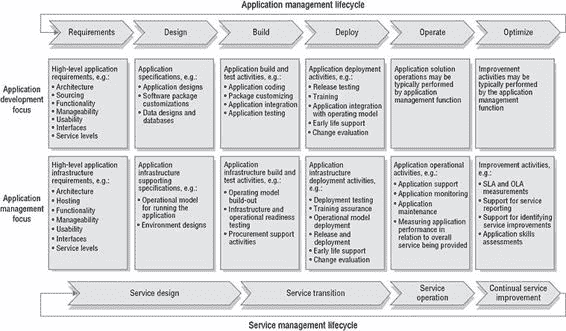 Application management lifecycle
Requirements
Design
Build
Deploy
Operate
Optimize
Application
development
focus
High-level application
requirements, e.g.:
• Architecture
• Sourcing
• Functionality
• Manageability
• Usability
• Interfaces
• Service levels
Application
specifications, e.g.:
• Application designs
• Software package
customizations
• Data designs and
databases
Application build and
test activities, e.g.:
• Application coding
• Package customizing
• Application integration
• Application testing
Application deployment
activities, e.g.:
• Release testing
• Training
• Application integration
with operating model
• Early life support
• Change evaluation
Application solution
operations may be
typically performed
by application
management function
Improvement
activities may be
typically performed
by the application
management
function
Application
management
focus
High-level application
infrastructure
requirements, e.g.:
• Architecture
• Hosting
• Functionality
• Manageability
• Usability
• Interfaces
• Service levels
Application
infrastructure
supporting
specifications, e.g.:
• Operational model
for running the
application
• Environment designs
Application
infrastructure build and
test activities, e.g.:
• Operating model
build-out
• Infrastructure and
operational readiness
testing
• Procurement support
activities
Application
infrastructure
deployment
activities, e.g.:
• Deployment testing
• Training assurance
• Operational model
deployment
• Release and
deployment
• Early life support
• Change evaluation
Application operational
activities, e.g.:
• Application support
• Application monitoring
• Application
maintenance
• Measuring application
performance in
relation to overall
service being provided
Improvement
activities, e.g.:
• SLA and OLA
measurements
• Support for service
reporting
• Support for identifying
service improvements
• Application skills
assessments
Service design
Service transition
Service
operation
Continual service
improvement
Service management lifecycle